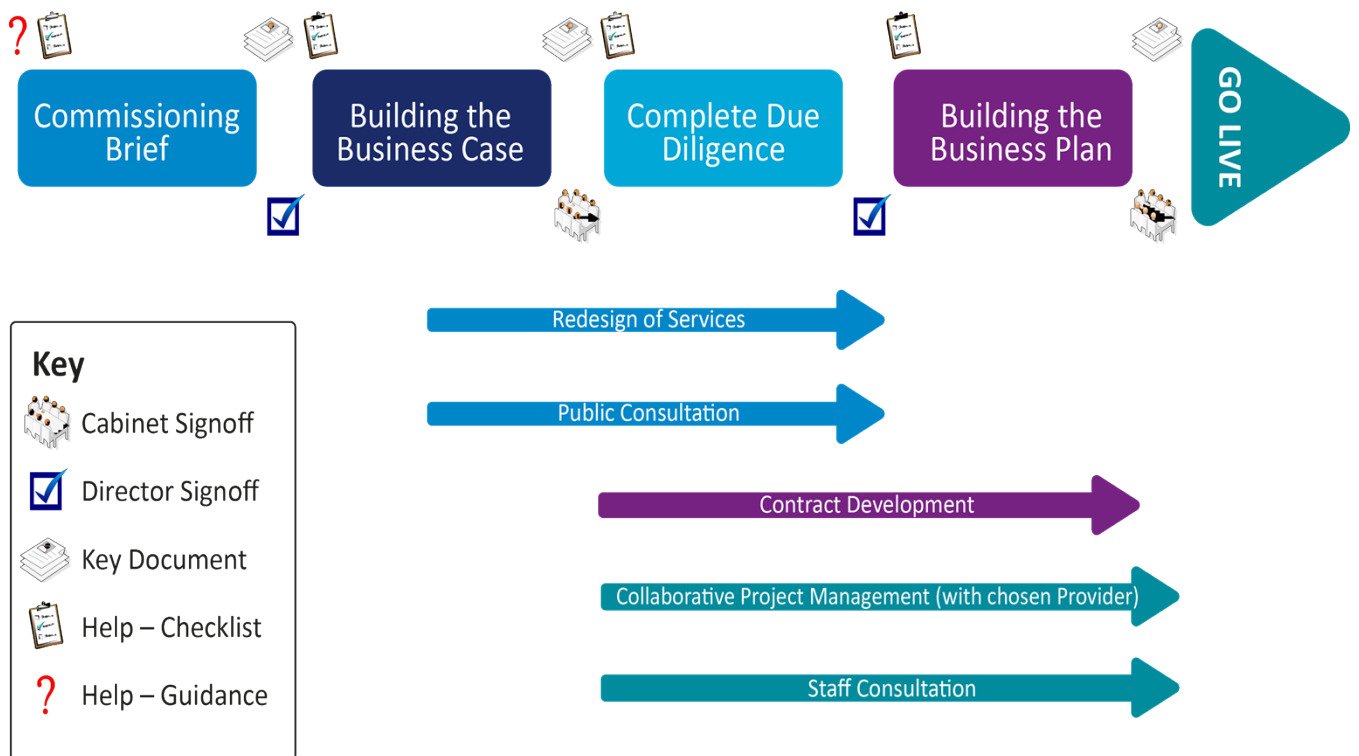 Commissioning
Brief
Building the
Business Case
Complete Due
Diligence
Building the
Business Plan
GO LIVE
Redesign of Services
Public Consultation
Contract Development
Collaborative Project Management (with chosen Provider)
Staff Consultation
Key
Cabinet Signoff
Director Signoff
Key Document
Help – Checklist
?
Help – Guidance